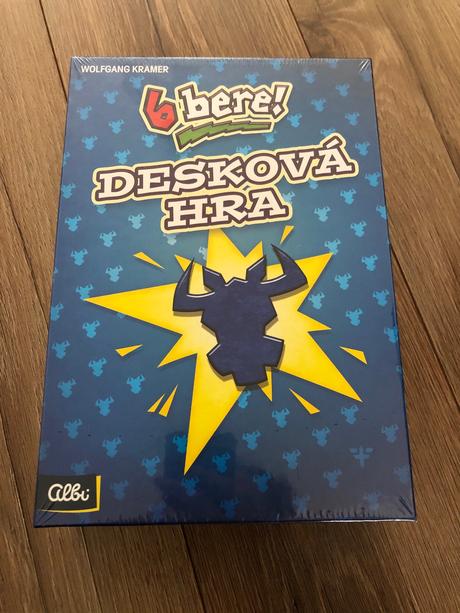 WOLFGANG KRAMER
6 bere!
DESKOVÁ
HRA
albi